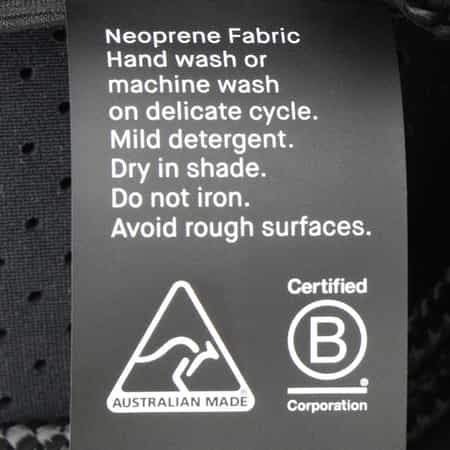 Neoprene Fabric
Hand wash or
machine wash
on delicate cycle.
Mild detergent.
Dry in shade.
Do not iron.
Avoid rough surfaces.
AUSTRALIAN MADE
Certified
B
Corporation